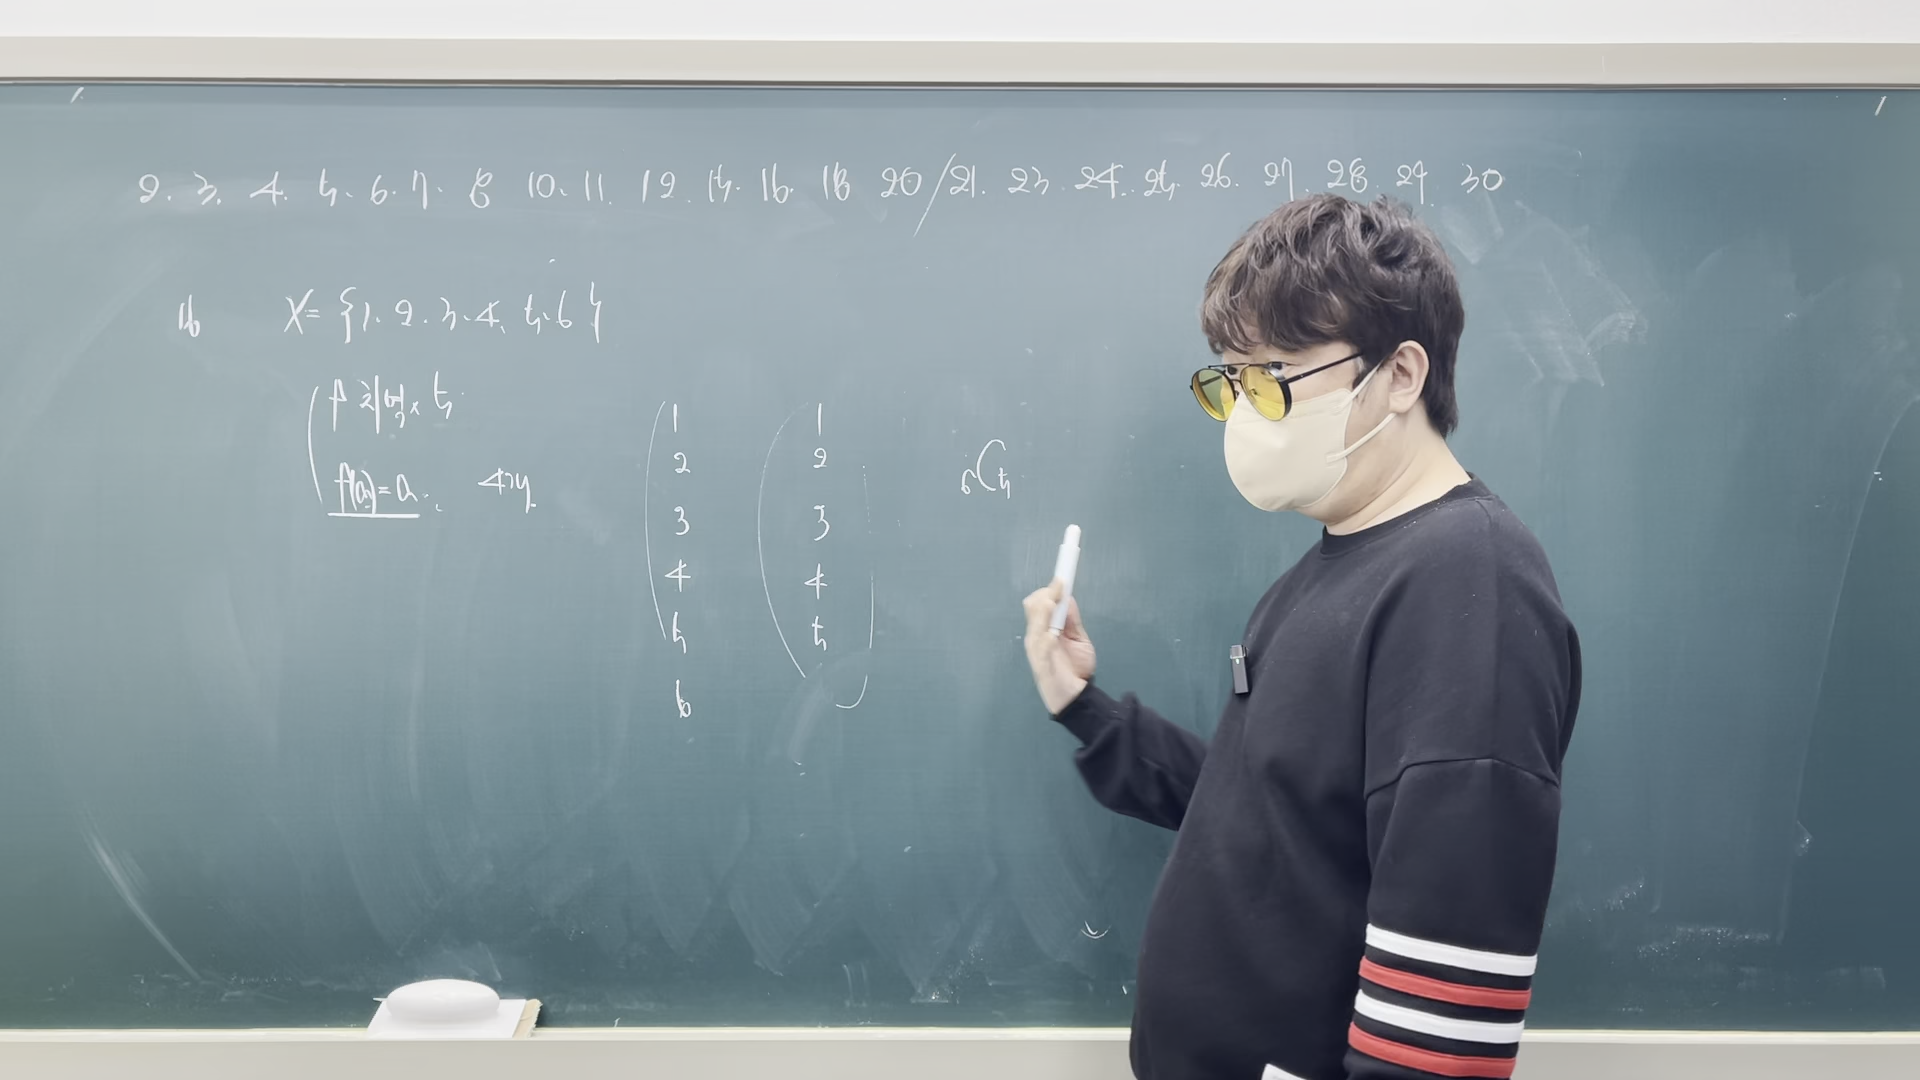 2. 3. 4. 5. 6. 7. 8 10. 11. 12. 15. 16. 18 20 / 21. 23 24. 25. 26. 27. 28. 29. 30
16 X = {1. 2. 3. 4. 5. 6}
f 치역 5
f(a) = a. 4개
1 1
2 2
3 3
4 4
5 5
6
₆C₅